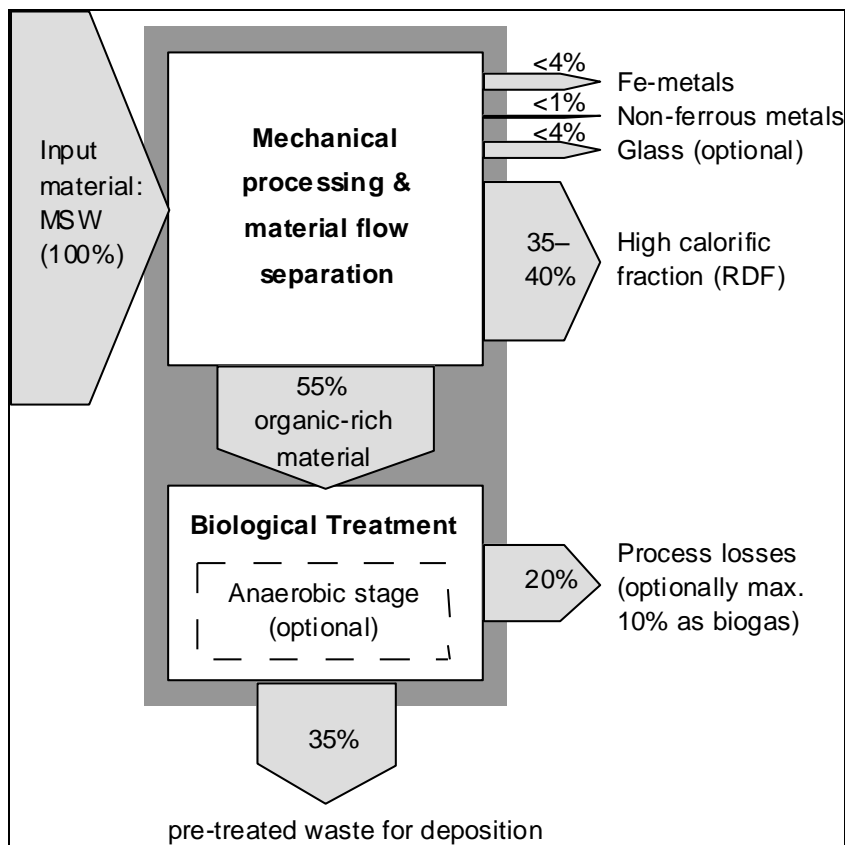 Input
material:
MSW
(100%)
Mechanical
processing &
material flow
separation
<4%
Fe-metals
<1%
Non-ferrous metals
<4%
Glass (optional)
35–
40%
High calorific
fraction (RDF)
55%
organic-rich
material
Biological Treatment
Anaerobic stage
(optional)
20%
Process losses
(optionally max.
10% as biogas)
35%
pre-treated waste for deposition